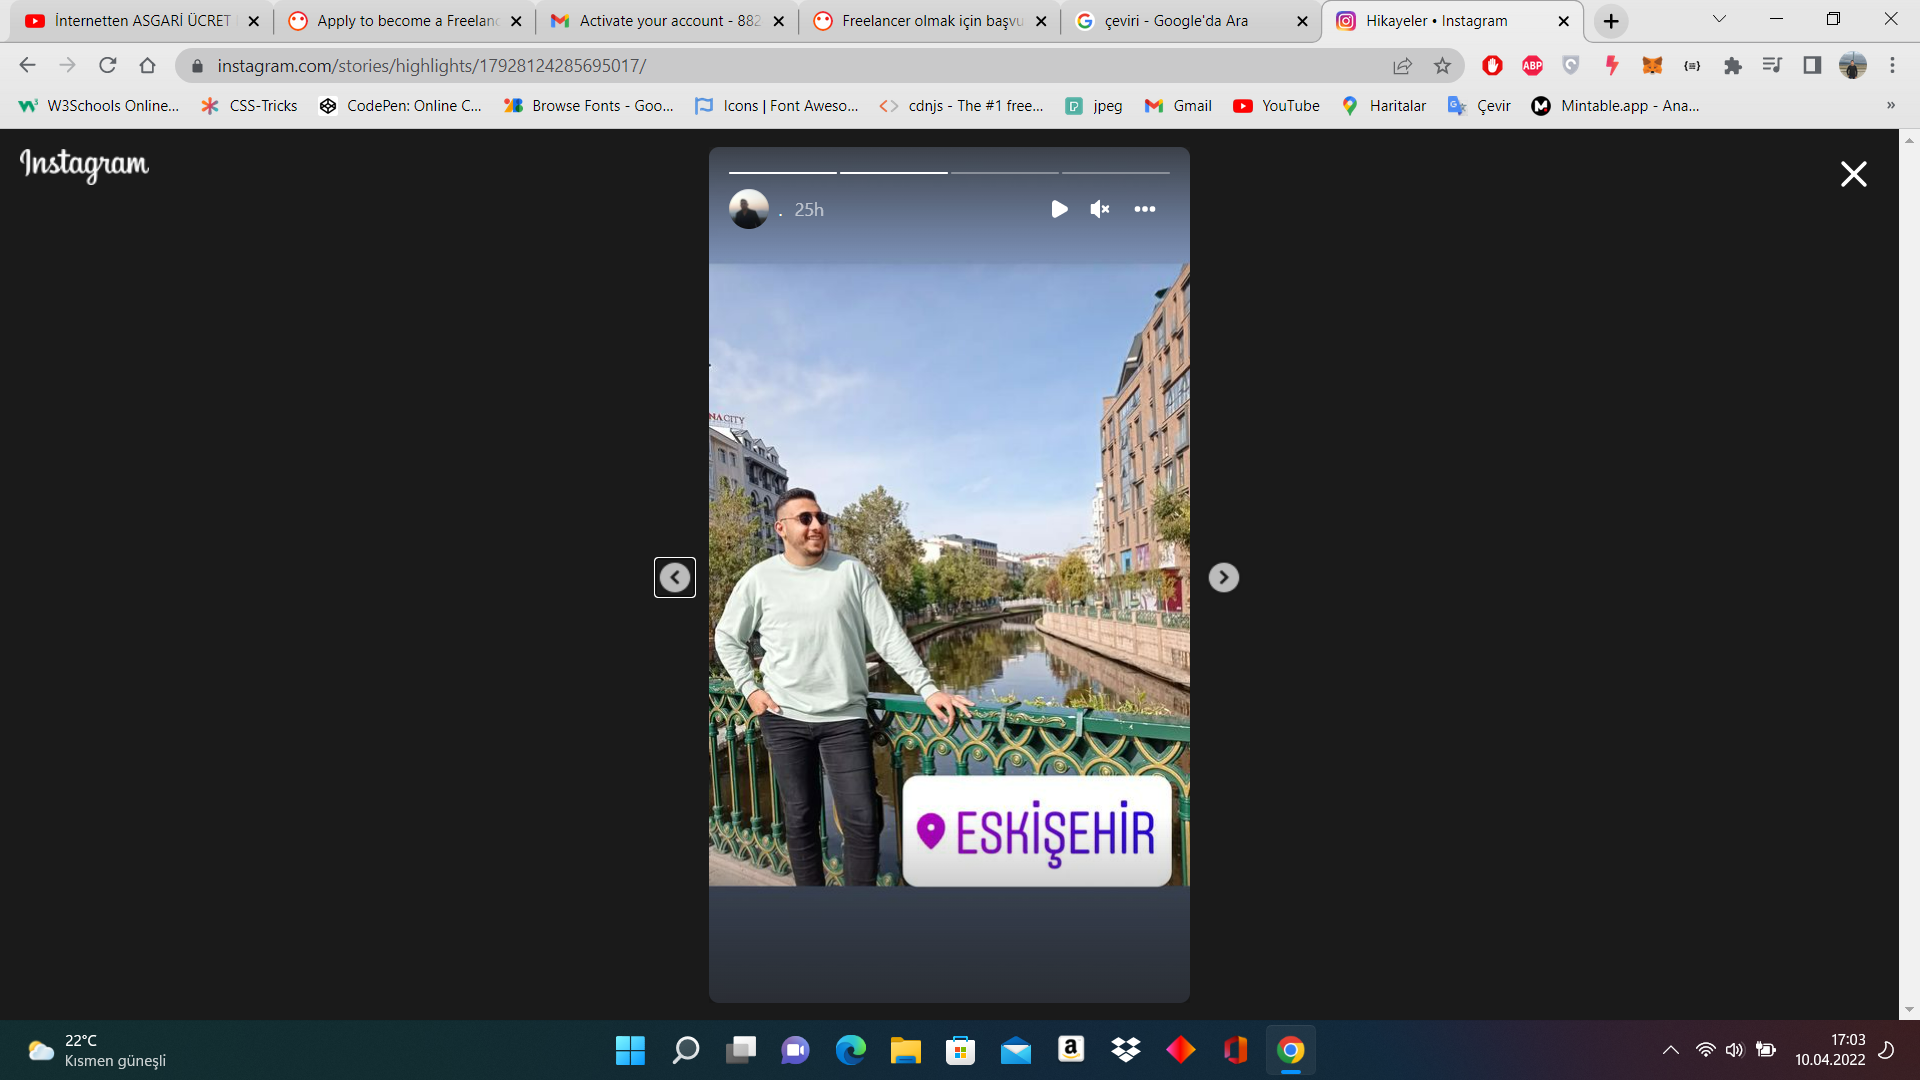 İnternetten ASGARİ ÜCRET
Apply to become a Freelanc
Activate your account - 882
Freelancer olmak için başvu
çeviri - Google'da Ara
Hikayeler • Instagram
instagram.com/stories/highlights/17928124285695017/
ABP
W3Schools Online...
CSS-Tricks
CodePen: Online C...
Browse Fonts - Goo...
Icons | Font Aweso...
cdnjs - The #1 free...
jpeg
Gmail
YouTube
Haritalar
Çevir
Mintable.app - Ana...
Instagram
. 25h
NACITY
ESKİŞEHİR
22°C
Kısmen güneşli
17:03
10.04.2022